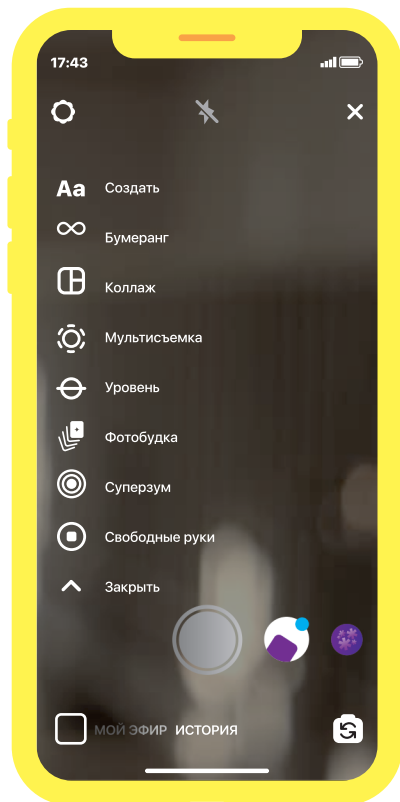 17:43
Aa Создать
Бумеранг
Коллаж
Мультисъемка
Уровень
Фотобудка
Суперзум
Свободные руки
Закрыть
МОЙ ЭФИР ИСТОРИЯ